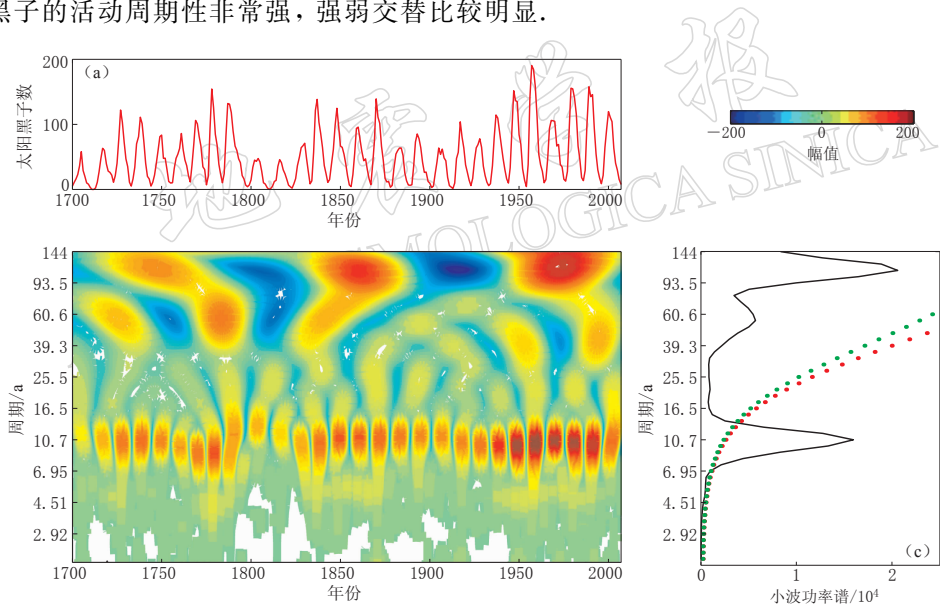 黑子的活动周期性非常强,强弱交替比较明显.
200
(a)
100
0
太阳黑子数
1700 1750 1800 1850 1900 1950 2000
年份
-200 0 200
幅值
地震学报
SEISMOLOGICA SINICA
144
93.5
60.6
39.3
25.5
16.5
10.7
6.95
4.51
2.92
周期/a
1700 1750 1800 1850 1900 1950 2000
年份
144
93.5
60.6
39.3
25.5
16.5
10.7
6.95
4.51
2.92
周期/a
(c)
0 1 2
小波功率谱/10⁴